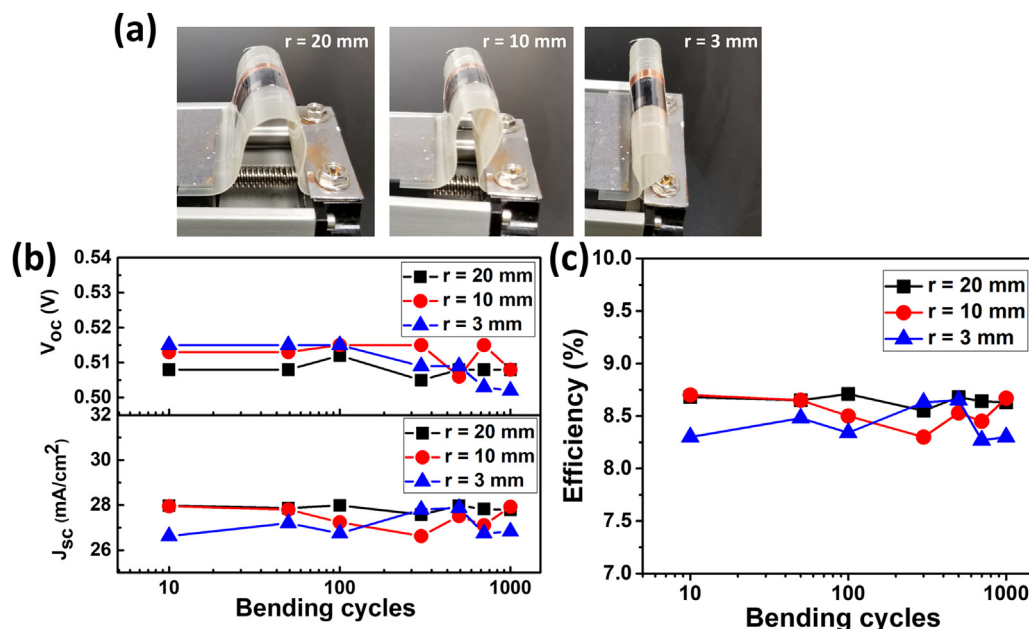 (a)
r = 20 mm
r = 10 mm
r = 3 mm
(b)
0.54
0.53
0.52
0.51
0.50
V_OC (V)
r = 20 mm
r = 10 mm
r = 3 mm
32
30
28
26
J_SC (mA/cm²)
r = 20 mm
r = 10 mm
r = 3 mm
10 100 1000
Bending cycles
(c)
10.0
9.5
9.0
8.5
8.0
7.5
7.0
Efficiency (%)
r = 20 mm
r = 10 mm
r = 3 mm
10 100 1000
Bending cycles